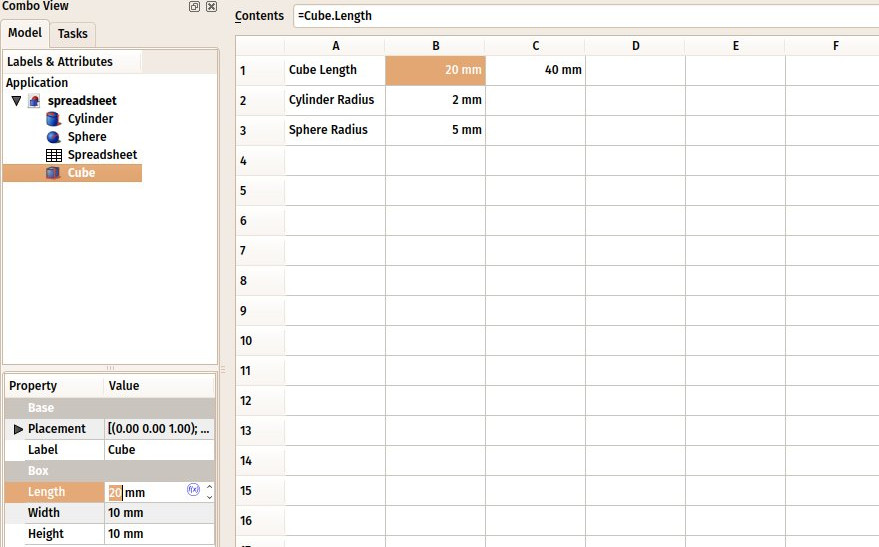 Combo View
Model Tasks
Labels & Attributes
Application
spreadsheet
Cylinder
Sphere
Spreadsheet
Cube
Property Value
Base
Placement [(0.00 0.00 1.00); ...
Label Cube
Box
Length 20 mm f(x)
Width 10 mm
Height 10 mm
Contents =Cube.Length
A B C D E F
1 Cube Length 20 mm 40 mm
2 Cylinder Radius 2 mm
3 Sphere Radius 5 mm
4
5
6
7
8
9
10
11
12
13
14
15
16